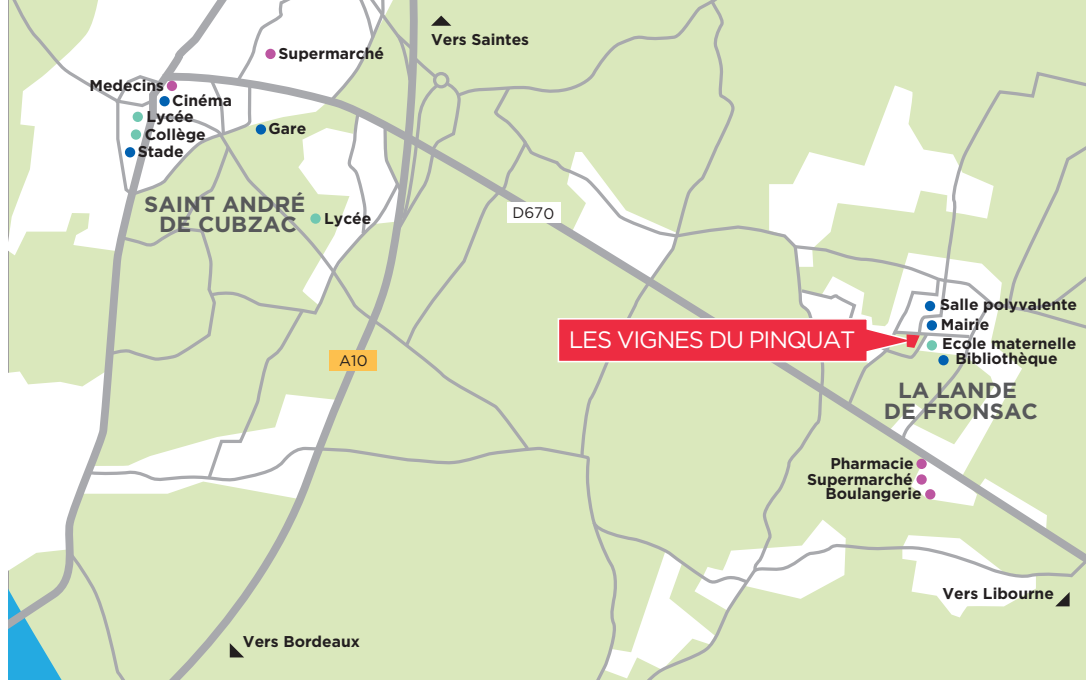 Vers Saintes
Supermarché
Medecins
Cinéma
Lycée
Collège
Stade
Gare
SAINT ANDRÉ
DE CUBZAC
Lycée
D670
A10
LES VIGNES DU PINQUAT
Salle polyvalente
Mairie
Ecole maternelle
Bibliothèque
LA LANDE
DE FRONSAC
Pharmacie
Supermarché
Boulangerie
Vers Libourne
Vers Bordeaux